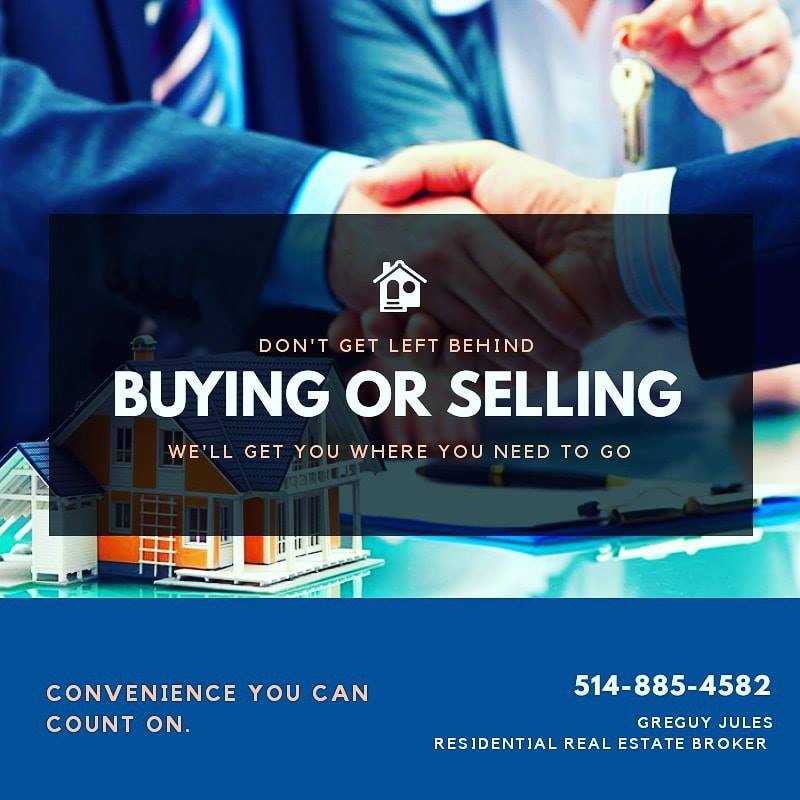 DON'T GET LEFT BEHIND
BUYING OR SELLING
WE'LL GET YOU WHERE YOU NEED TO GO
CONVENIENCE YOU CAN
COUNT ON.
514-885-4582
GREGUY JULES
RESIDENTIAL REAL ESTATE BROKER